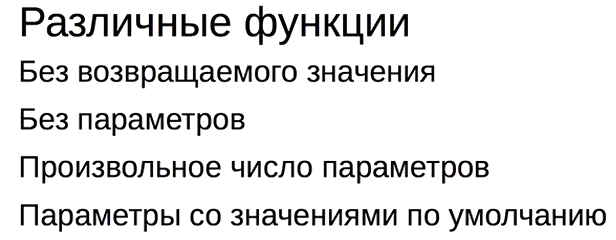 Различные функции
Без возвращаемого значения
Без параметров
Произвольное число параметров
Параметры со значениями по умолчанию